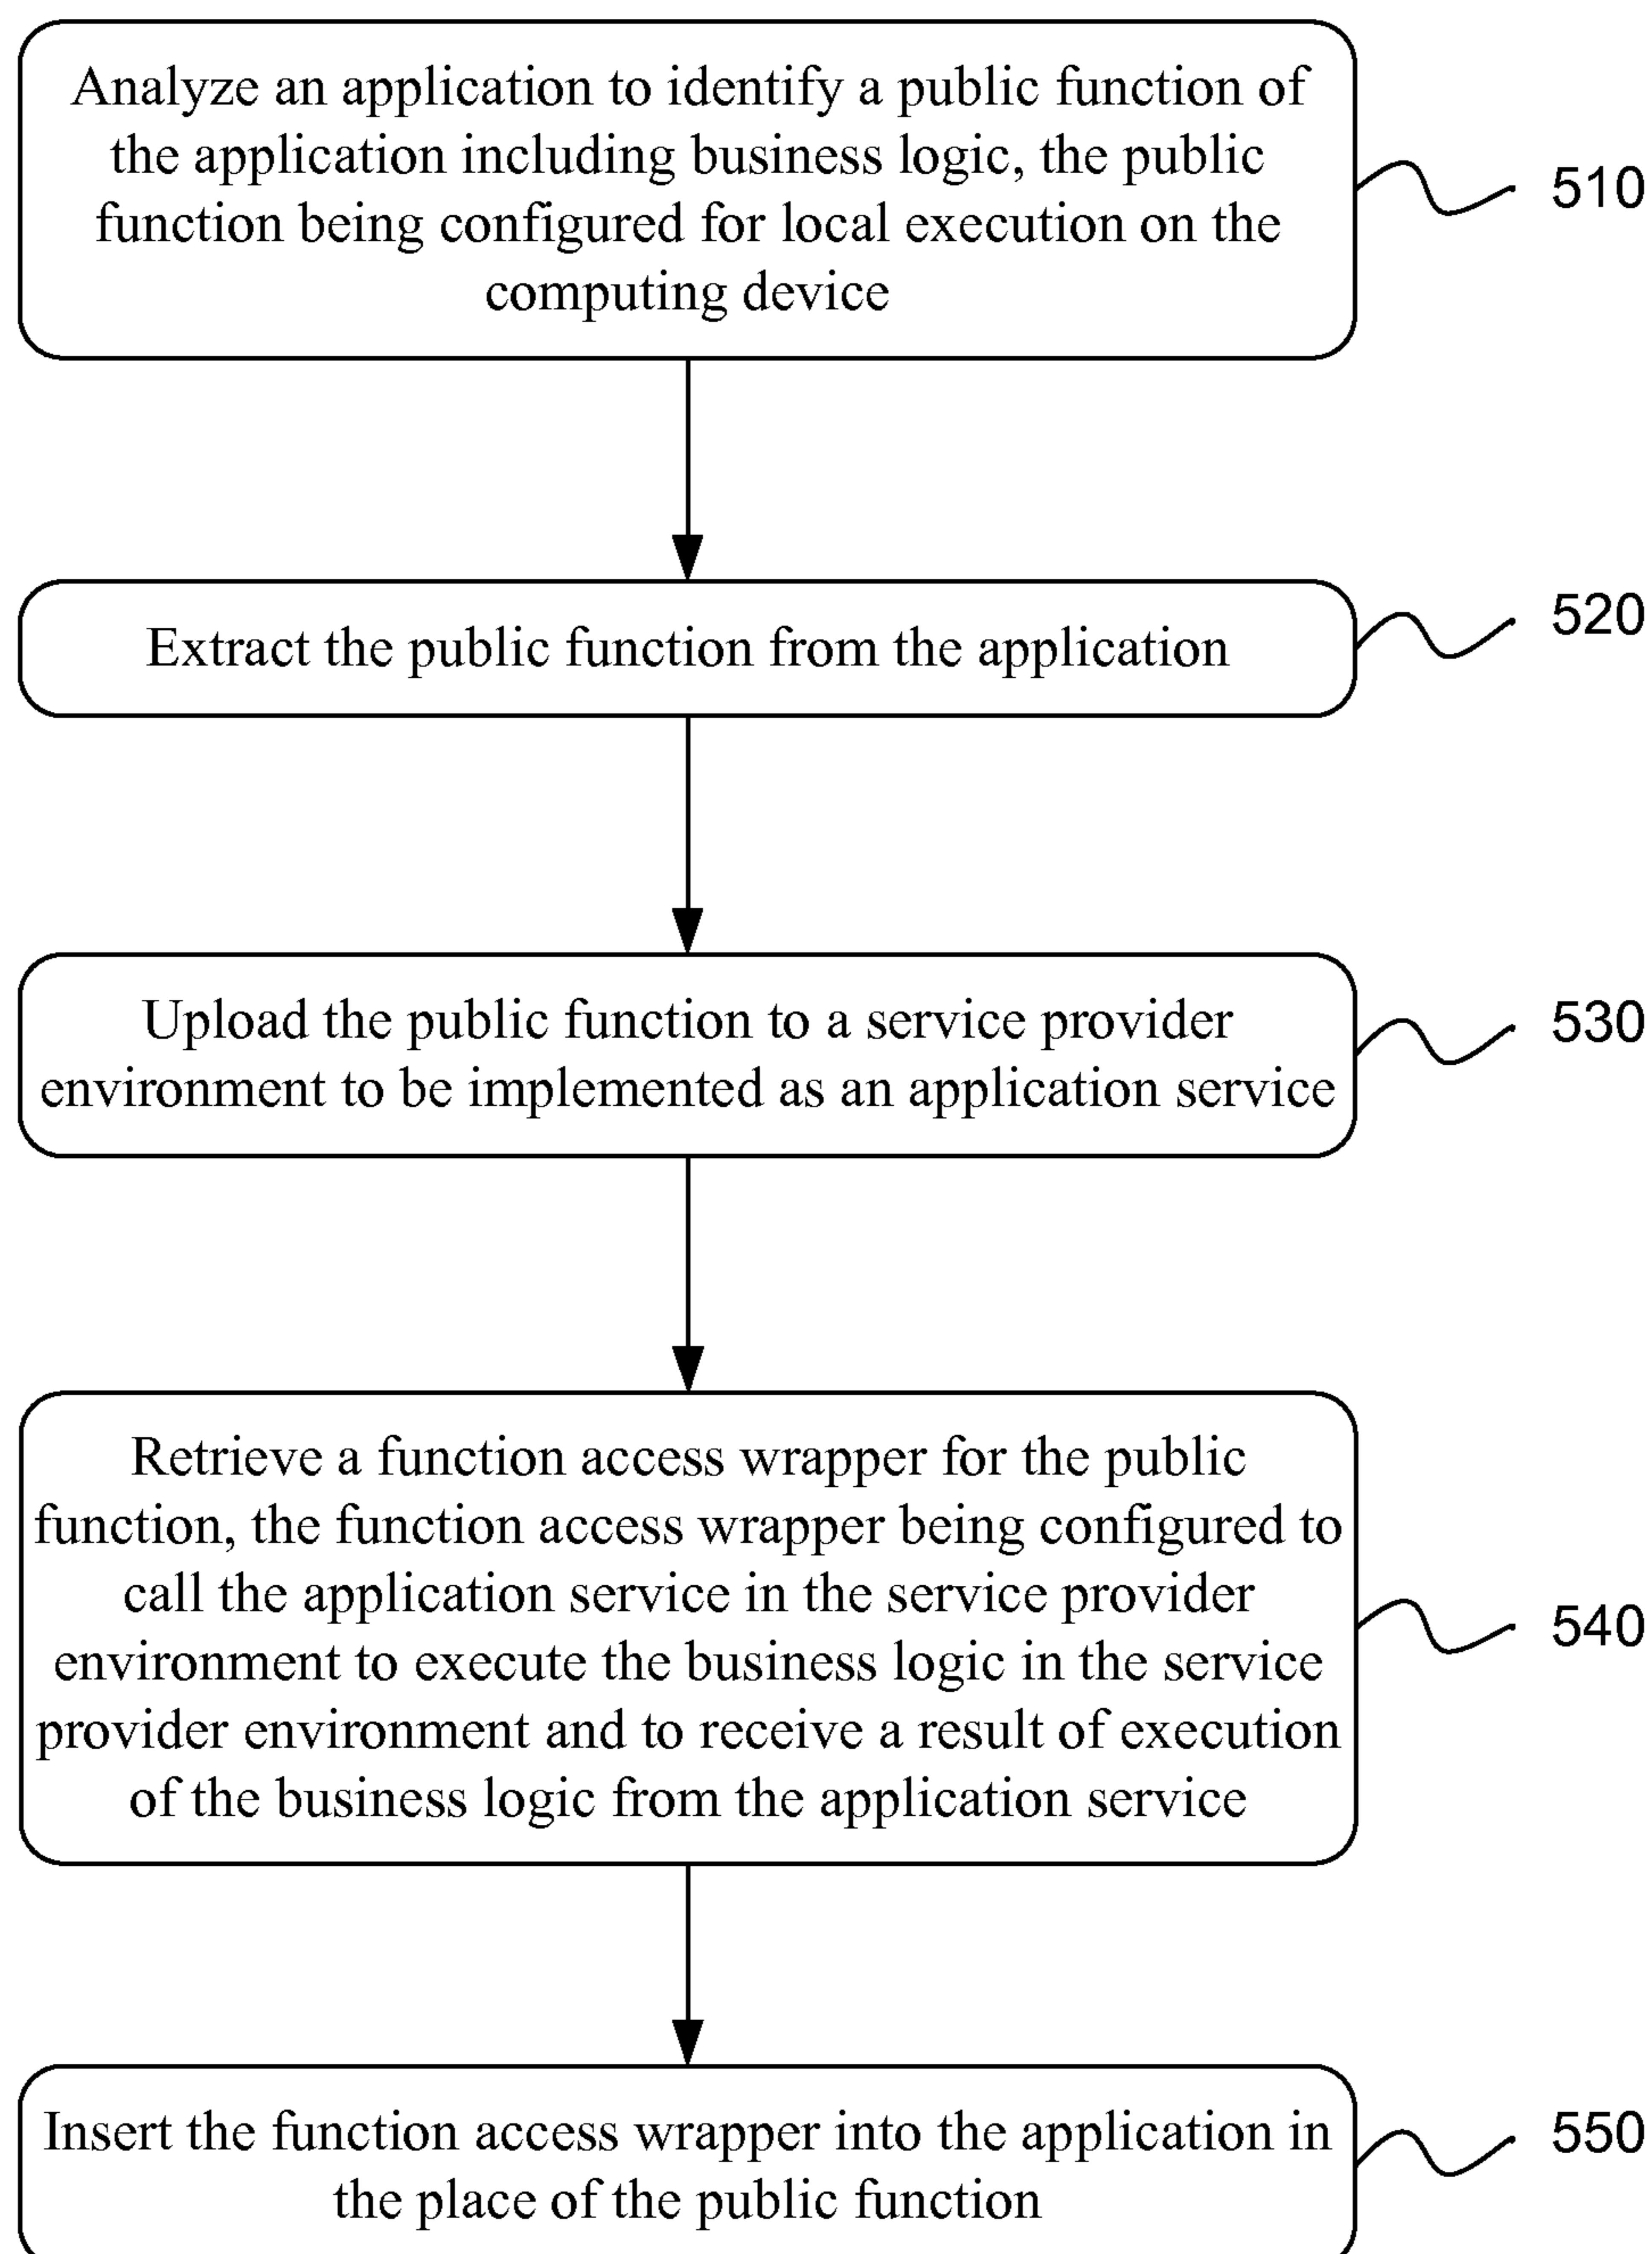 Analyze an application to identify a public function of
the application including business logic, the public
function being configured for local execution on the
computing device
510
Extract the public function from the application
520
Upload the public function to a service provider
environment to be implemented as an application service
530
Retrieve a function access wrapper for the public
function, the function access wrapper being configured to
call the application service in the service provider
environment to execute the business logic in the service
provider environment and to receive a result of execution
of the business logic from the application service
540
Insert the function access wrapper into the application in
the place of the public function
550